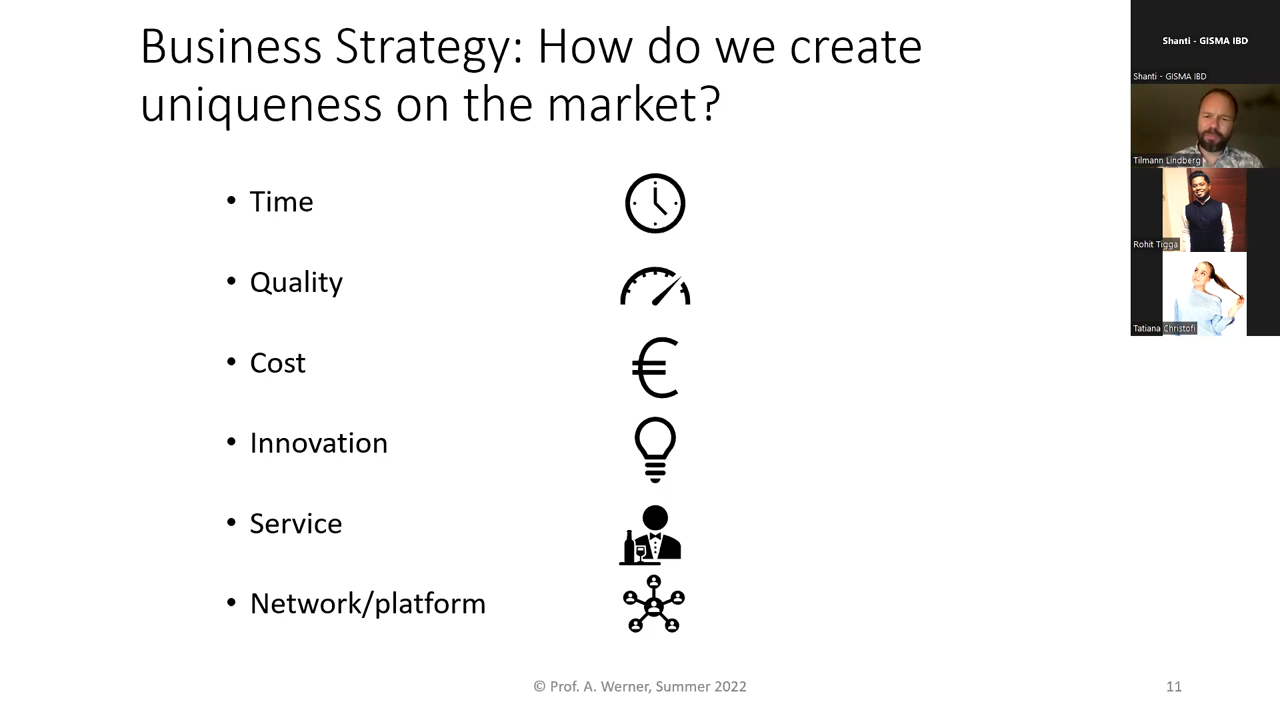 Business Strategy: How do we create
uniqueness on the market?
• Time
• Quality
• Cost
€
• Innovation
• Service
• Network/platform
© Prof. A. Werner, Summer 2022
11
Shanti - GISMA IBD
Shanti - GISMA IBD
Tilmann Lindberg
Rohit Tigga
Tatiana Christofi